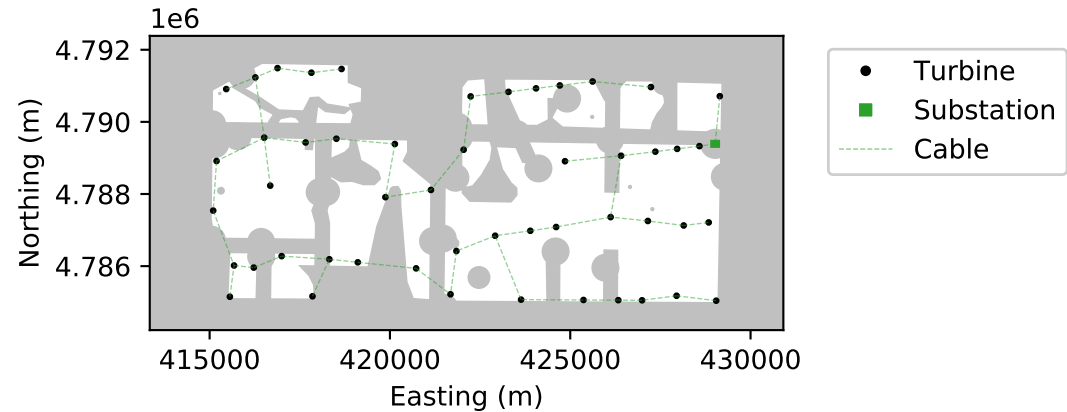 1e6
4.792
4.790
4.788
4.786
Northing (m)
415000 420000 425000 430000
Easting (m)
Turbine
Substation
Cable